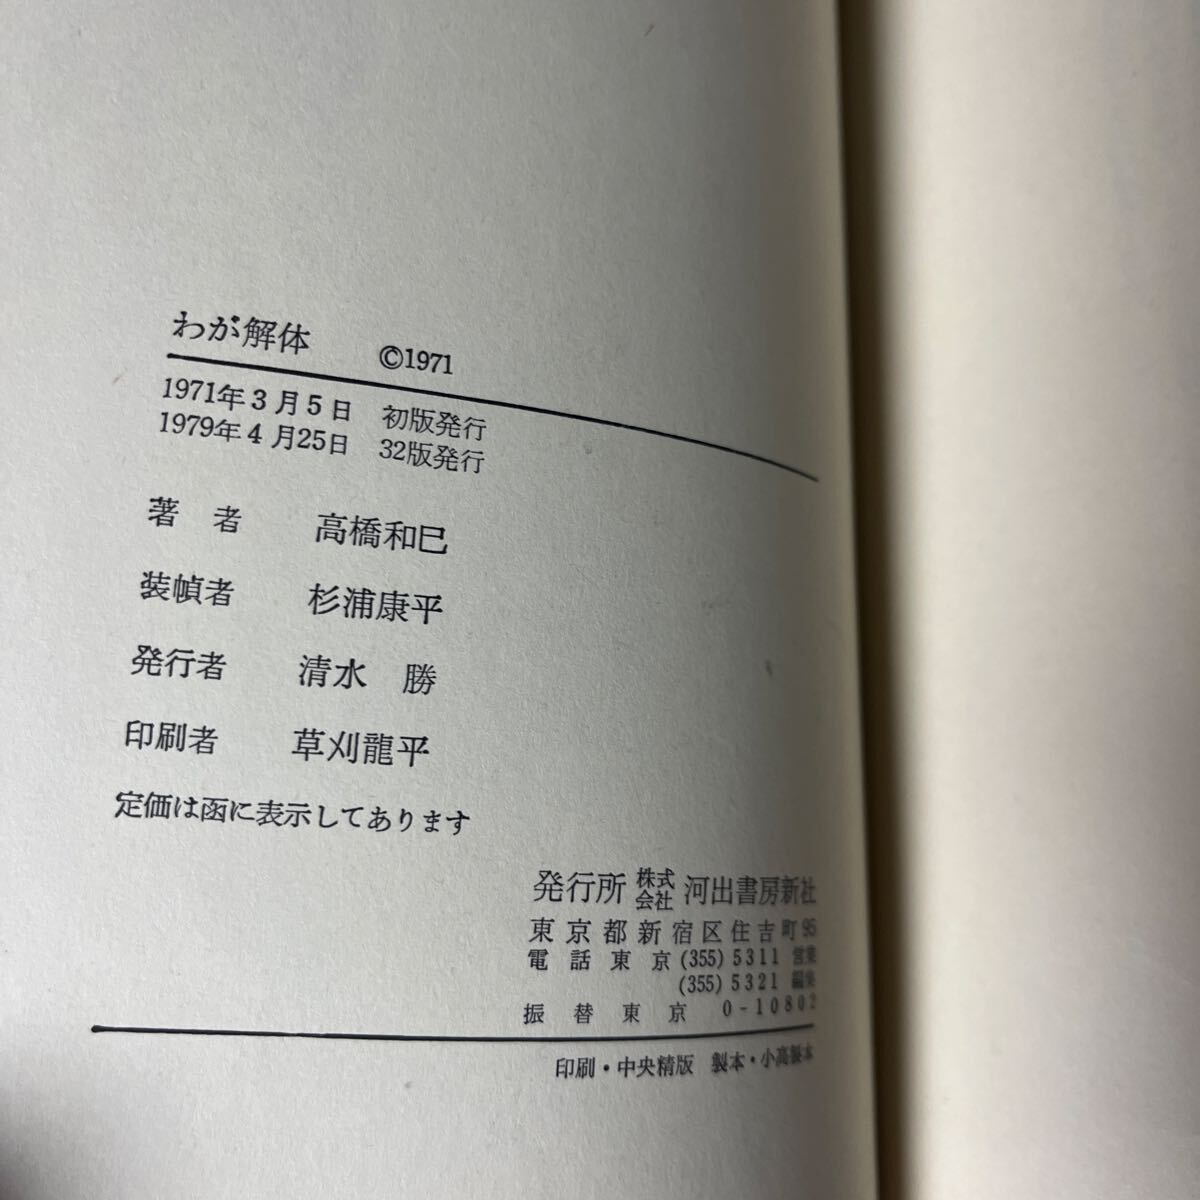 わが解体 ©1971
1971年3月5日 初版発行
1979年4月25日 32版発行
著 者 高橋和巳
装幀者 杉浦康平
発行者 清水 勝
印刷者 草刈龍平
定価は函に表示してあります
発行所 株式会社 河出書房新社
東京都新宿区住吉町95
電話東京(355)5311 営業
(355)5321 編集
振替東京 0-10802
印刷・中央精版 製本・小高製本